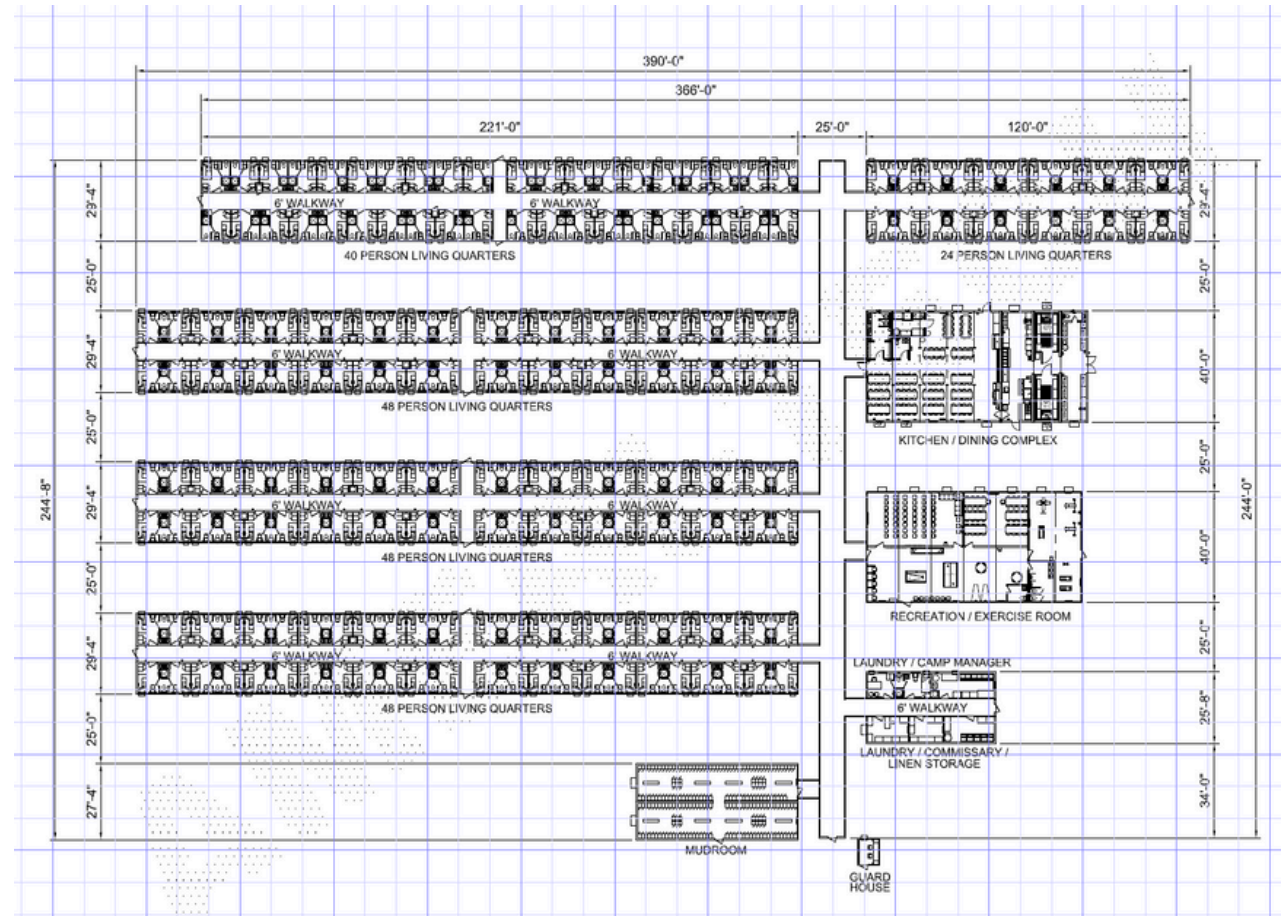 390'-0"
366'-0"
221'-0"
25'-0"
120'-0"
29'-4"
6' WALKWAY
6' WALKWAY
29'-4"
40 PERSON LIVING QUARTERS
24 PERSON LIVING QUARTERS
25'-0"
25'-0"
29'-4"
6' WALKWAY
6' WALKWAY
40'-0"
48 PERSON LIVING QUARTERS
KITCHEN / DINING COMPLEX
25'-0"
25'-0"
244'-8"
29'-4"
6' WALKWAY
6' WALKWAY
244'-0"
48 PERSON LIVING QUARTERS
40'-0"
25'-0"
RECREATION / EXERCISE ROOM
29'-4"
6' WALKWAY
6' WALKWAY
25'-0"
LAUNDRY / CAMP MANAGER
48 PERSON LIVING QUARTERS
6' WALKWAY
25'-8"
25'-0"
LAUNDRY / COMMISSARY /
LINEN STORAGE
27'-4"
34'-0"
MUDROOM
GUARD
HOUSE